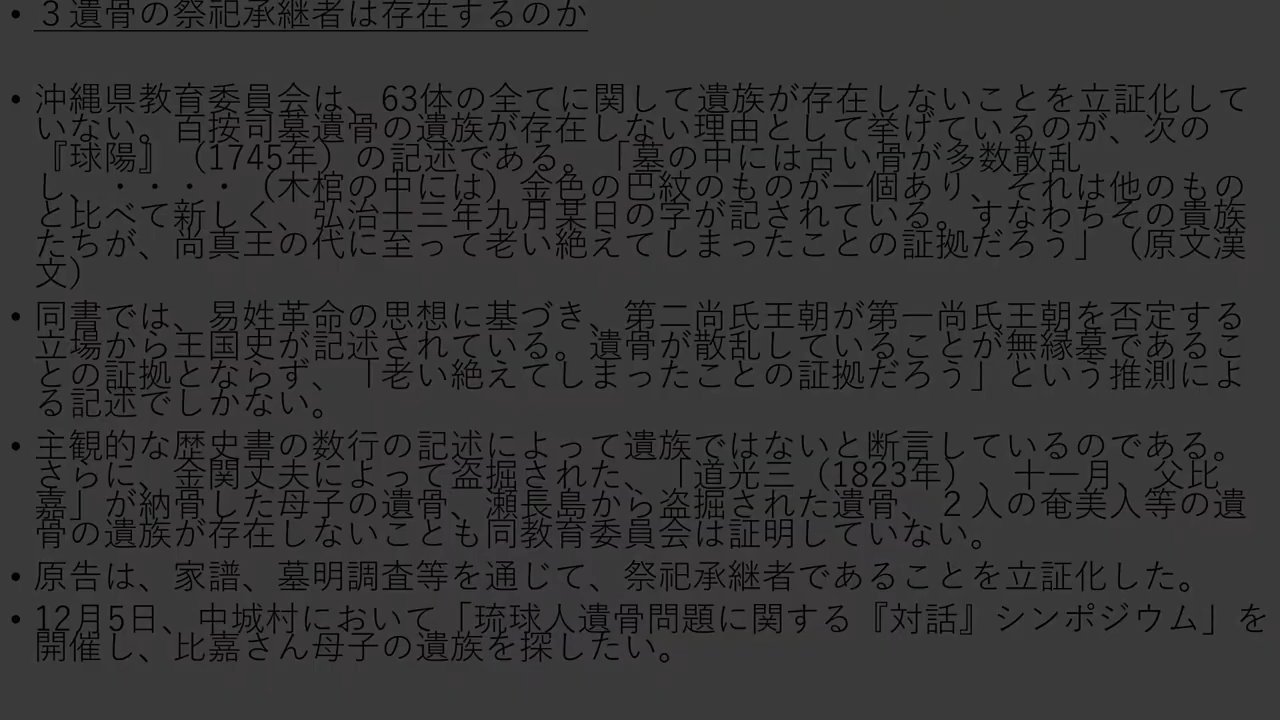 • ３遺骨の祭祀承継者は存在するのか
• 沖縄県教育委員会は、63体の全てに関して遺族が存在しないことを立証化して
いない。百按司墓遺骨の遺族が存在しない理由として挙げているのが、次の
『球陽』（1745年）の記述である。「墓の中には古い骨が多数散乱
し、・・・・（木棺の中には）金色の巴紋のものが一個あり、それは他のもの
と比べて新しく、弘治十三年九月某日の字が記されている。すなわちその貴族
たちが、尚真王の代に至って老い絶えてしまったことの証拠だろう」（原文漢
文）
• 同書では、易姓革命の思想に基づき、第二尚氏王朝が第一尚氏王朝を否定する
立場から王国史が記述されている。遺骨が散乱していることが無縁墓であるこ
との証拠とならず、「老い絶えてしまったことの証拠だろう」という推測によ
る記述でしかない。
• 主観的な歴史書の数行の記述によって遺族ではないと断言しているのである。
さらに、金関丈夫によって盗掘された、「道光三（1823年）、十一月、父比
嘉」が納骨した母子の遺骨、瀬長島から盗掘された遺骨、２人の奄美人等の遺
骨の遺族が存在しないことも同教育委員会は証明していない。
• 原告は、家譜、墓明調査等を通じて、祭祀承継者であることを立証化した。
• 12月5日、中城村において「琉球人遺骨問題に関する『対話』シンポジウム」を
開催し、比嘉さん母子の遺族を探したい。